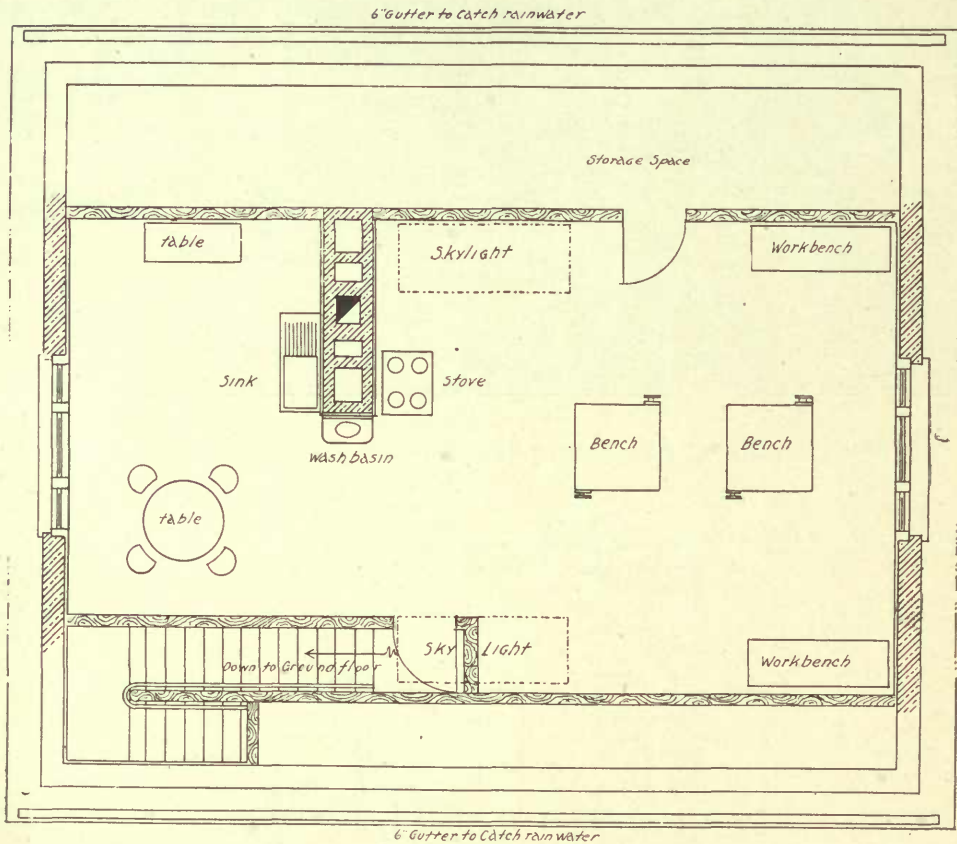 6" Gutter to Catch rainwater
Storage Space
table
Skylight
Workbench
Sink
Stove
Wash basin
Bench
Bench
table
Sky Light
Down to Ground floor
Workbench
6" Gutter to Catch rain water